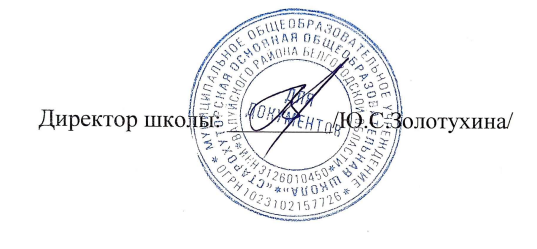 Директор школы: /Ю.С.Золотухина/
* МУНИЦИПАЛЬНОЕ ОБЩЕОБРАЗОВАТЕЛЬНОЕ УЧРЕЖДЕНИЕ * ОГРН 1023102157726
"СТАРОХУТОРСКАЯ ОСНОВНАЯ ОБЩЕОБРАЗОВАТЕЛЬНАЯ ШКОЛА"
ВАЛУЙСКОГО РАЙОНА БЕЛГОРОДСКОЙ ОБЛАСТИ * ИНН 3126010450 *
ДЛЯ
ДОКУМЕНТОВ